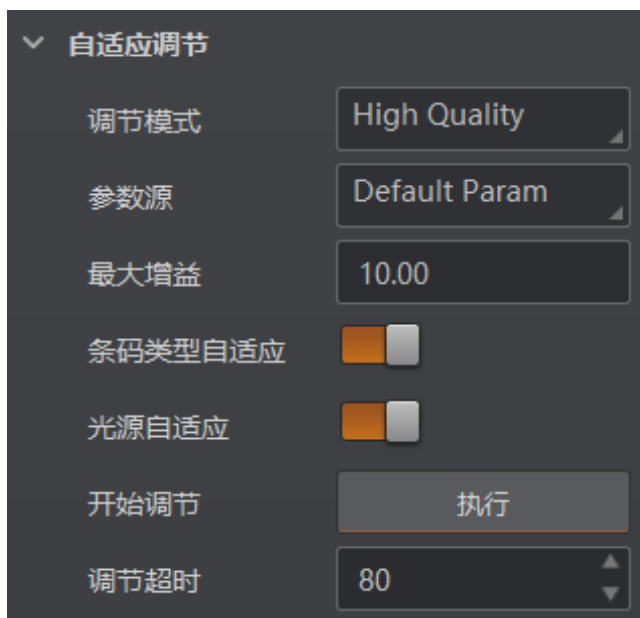 自适应调节
调节模式 High Quality
参数源 Default Param
最大增益 10.00
条码类型自适应
光源自适应
开始调节 执行
调节超时 80